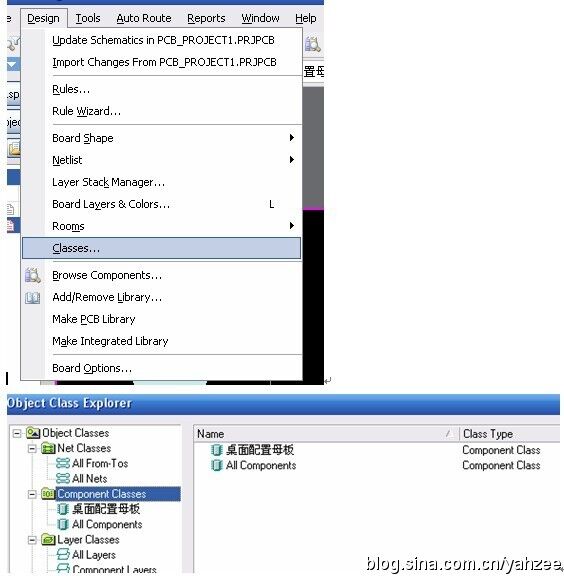 Design Tools Auto Route Reports Window Help
Update Schematics in PCB_PROJECT1.PRJPCB
Import Changes From PCB_PROJECT1.PRJPCB
置母
Rules...
.sp
Rule Wizard...
Board Shape
Netlist
Layer Stack Manager...
Board Layers & Colors... L
Rooms
Classes...
Browse Components...
Add/Remove Library...
Make PCB Library
Make Integrated Library
Board Options...
Object Class Explorer
Object Classes
Net Classes
All From-Tos
All Nets
Component Classes
桌面配置母板
All Components
Layer Classes
All Layers
Component Layers
Name / Class Type
桌面配置母板 Component Class
All Components Component Class
blog.sina.com.cn/yahzee